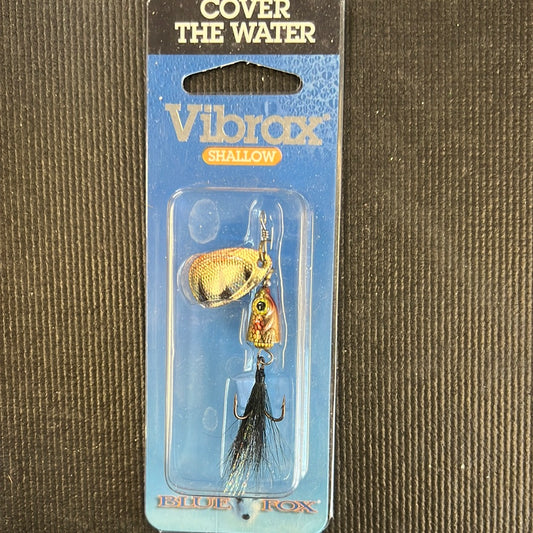 COVER
THE WATER
Vibrax®
SHALLOW
BLUE FOX®